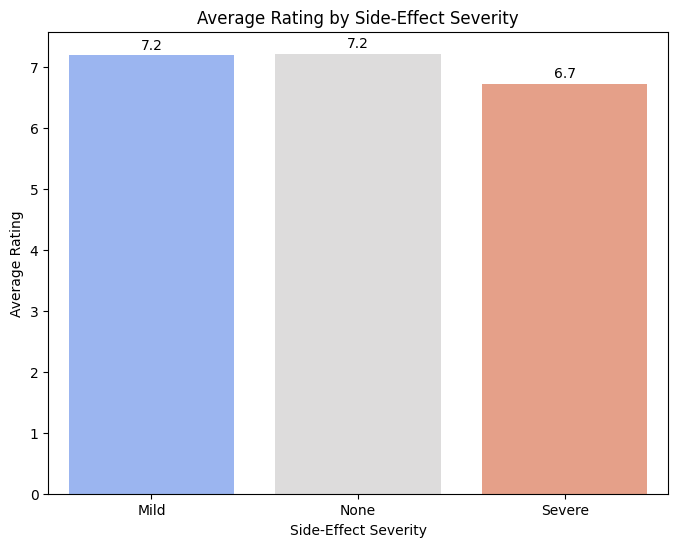 Average Rating by Side-Effect Severity
7.2
7.2
6.7
7
6
5
4
3
2
1
0
Average Rating
Mild
None
Severe
Side-Effect Severity